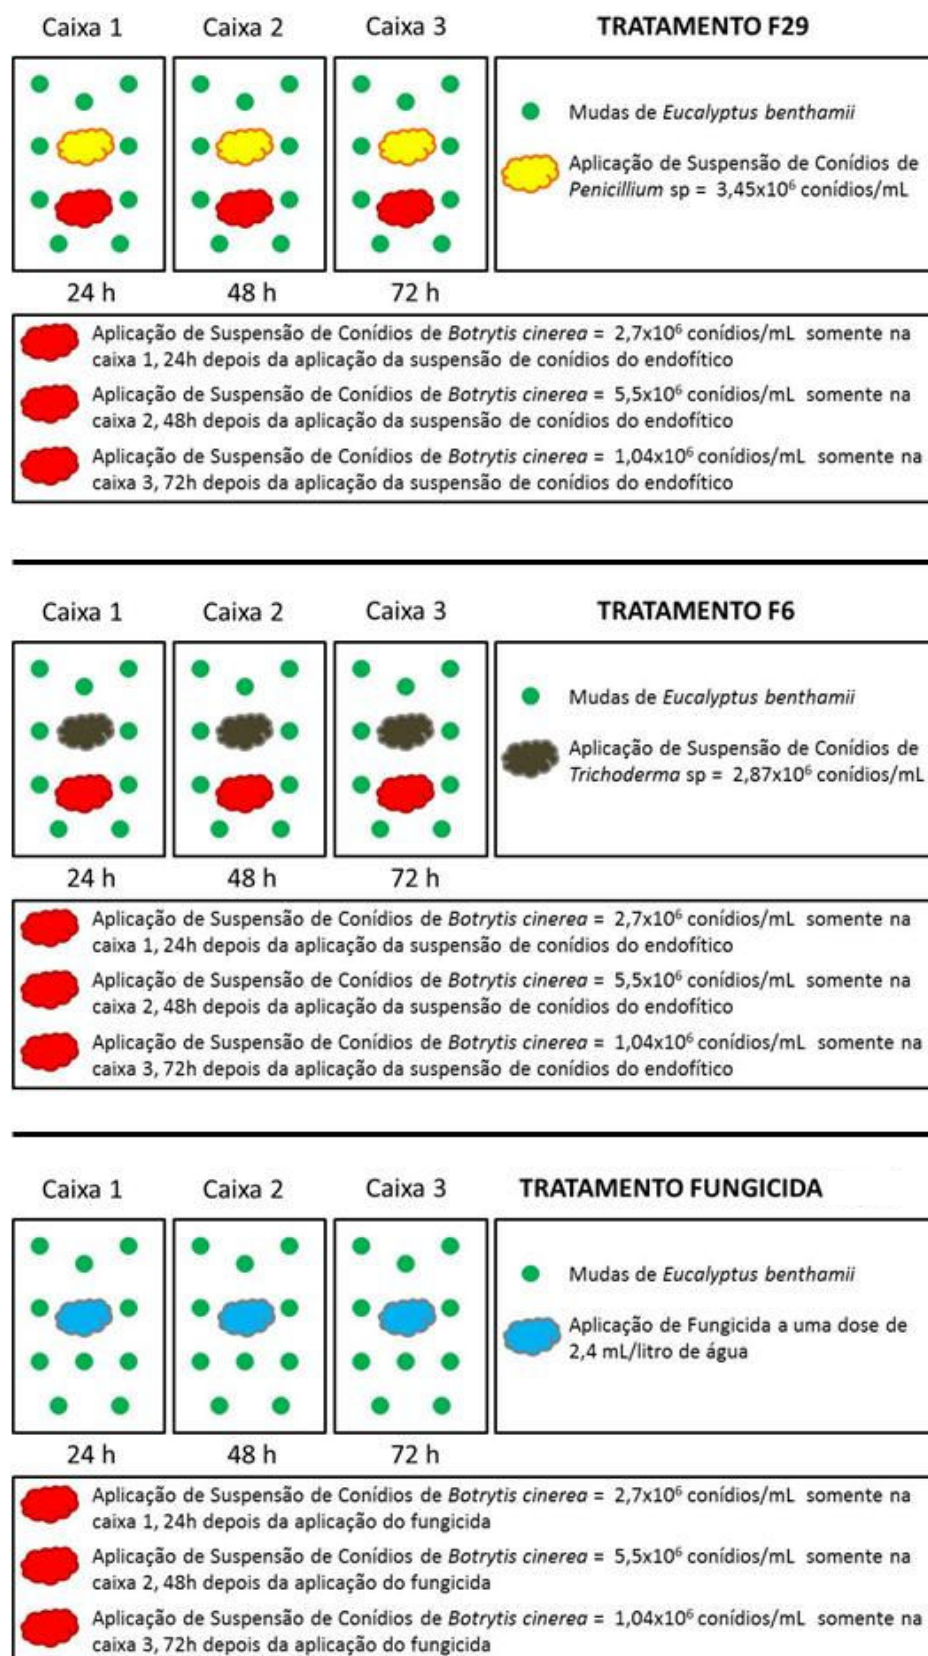 Caixa 1 Caixa 2 Caixa 3 TRATAMENTO F29
Mudas de Eucalyptus benthamii
Aplicação de Suspensão de Conídios de
Penicillium sp = 3,45x10⁶ conídios/mL
24 h 48 h 72 h
Aplicação de Suspensão de Conídios de Botrytis cinerea = 2,7x10⁶ conídios/mL somente na
caixa 1, 24h depois da aplicação da suspensão de conídios do endofítico
Aplicação de Suspensão de Conídios de Botrytis cinerea = 5,5x10⁶ conídios/mL somente na
caixa 2, 48h depois da aplicação da suspensão de conídios do endofítico
Aplicação de Suspensão de Conídios de Botrytis cinerea = 1,04x10⁶ conídios/mL somente na
caixa 3, 72h depois da aplicação da suspensão de conídios do endofítico
Caixa 1 Caixa 2 Caixa 3 TRATAMENTO F6
Mudas de Eucalyptus benthamii
Aplicação de Suspensão de Conídios de
Trichoderma sp = 2,87x10⁶ conídios/mL
24 h 48 h 72 h
Aplicação de Suspensão de Conídios de Botrytis cinerea = 2,7x10⁶ conídios/mL somente na
caixa 1, 24h depois da aplicação da suspensão de conídios do endofítico
Aplicação de Suspensão de Conídios de Botrytis cinerea = 5,5x10⁶ conídios/mL somente na
caixa 2, 48h depois da aplicação da suspensão de conídios do endofítico
Aplicação de Suspensão de Conídios de Botrytis cinerea = 1,04x10⁶ conídios/mL somente na
caixa 3, 72h depois da aplicação da suspensão de conídios do endofítico
Caixa 1 Caixa 2 Caixa 3 TRATAMENTO FUNGICIDA
Mudas de Eucalyptus benthamii
Aplicação de Fungicida a uma dose de
2,4 mL/litro de água
24 h 48 h 72 h
Aplicação de Suspensão de Conídios de Botrytis cinerea = 2,7x10⁶ conídios/mL somente na
caixa 1, 24h depois da aplicação do fungicida
Aplicação de Suspensão de Conídios de Botrytis cinerea = 5,5x10⁶ conídios/mL somente na
caixa 2, 48h depois da aplicação do fungicida
Aplicação de Suspensão de Conídios de Botrytis cinerea = 1,04x10⁶ conídios/mL somente na
caixa 3, 72h depois da aplicação do fungicida